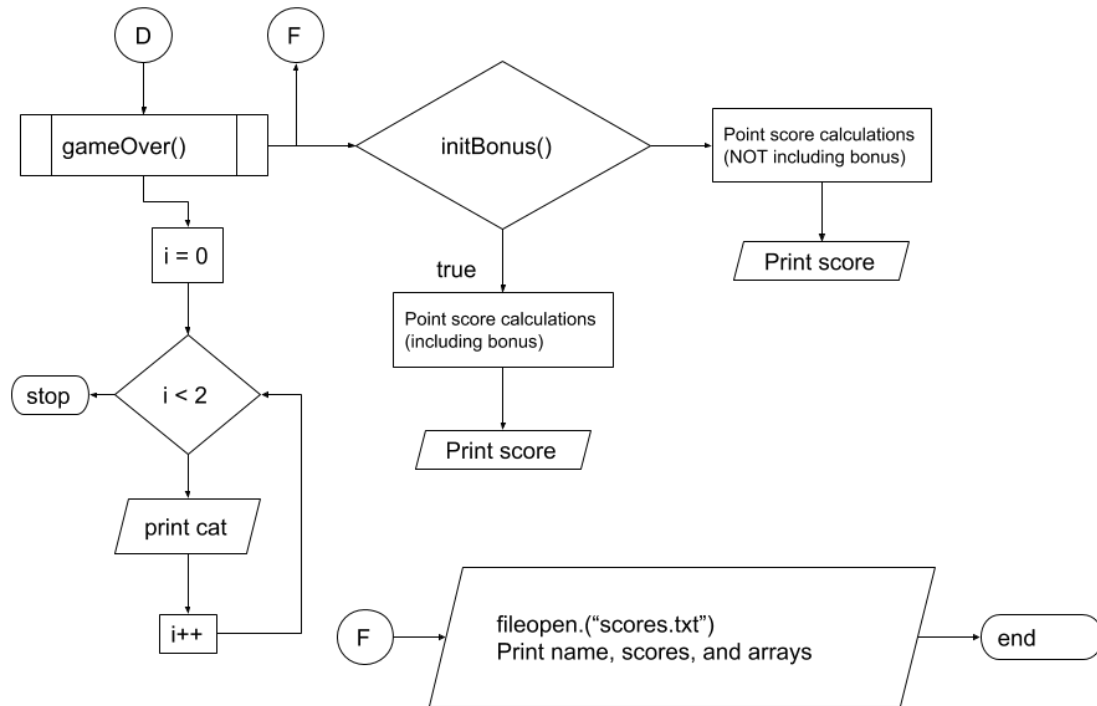 D
F
gameOver()
initBonus()
Point score calculations
(NOT including bonus)
i = 0
Print score
true
Point score calculations
(including bonus)
stop
i < 2
Print score
print cat
i++
F
fileopen.(“scores.txt”)
Print name, scores, and arrays
end